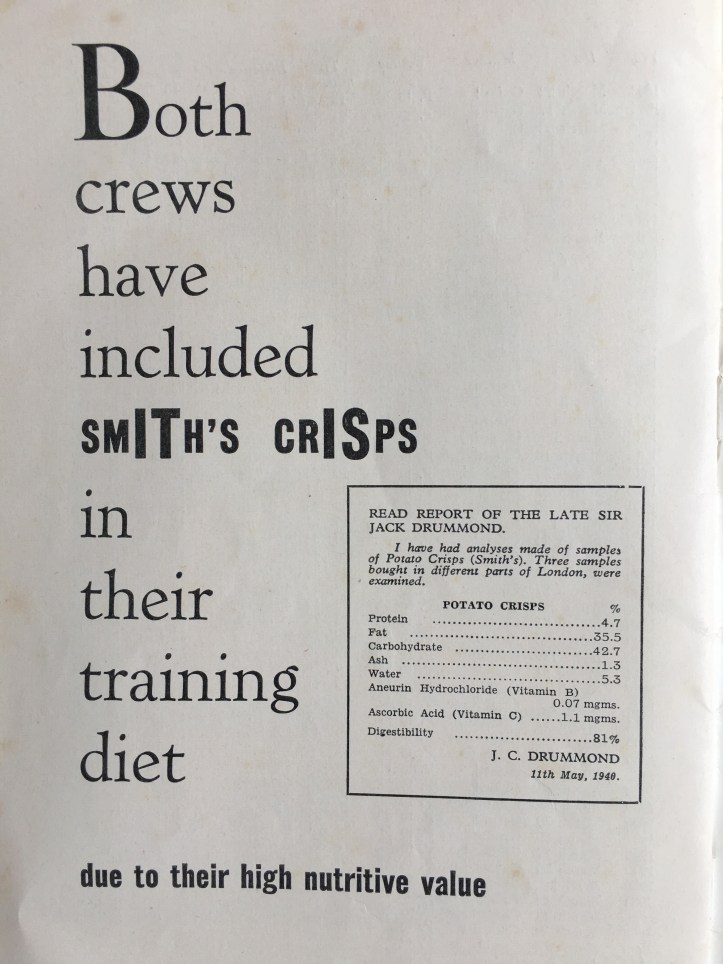 Both
crews
have
included
SMITH'S CRISPS
in
their
training
diet
READ REPORT OF THE LATE SIR
JACK DRUMMOND.
I have had analyses made of samples
of Potato Crisps (Smith's). Three samples
bought in different parts of London, were
examined.
POTATO CRISPS %
Protein ........................4.7
Fat ..........................35.5
Carbohydrate ....................42.7
Ash ............................1.3
Water ..........................5.3
Aneurin Hydrochloride (Vitamin B)
0.07 mgms.
Ascorbic Acid (Vitamin C) ......1.1 mgms.
Digestibility ....................81%
J. C. DRUMMOND
11th May, 1940.
due to their high nutritive value